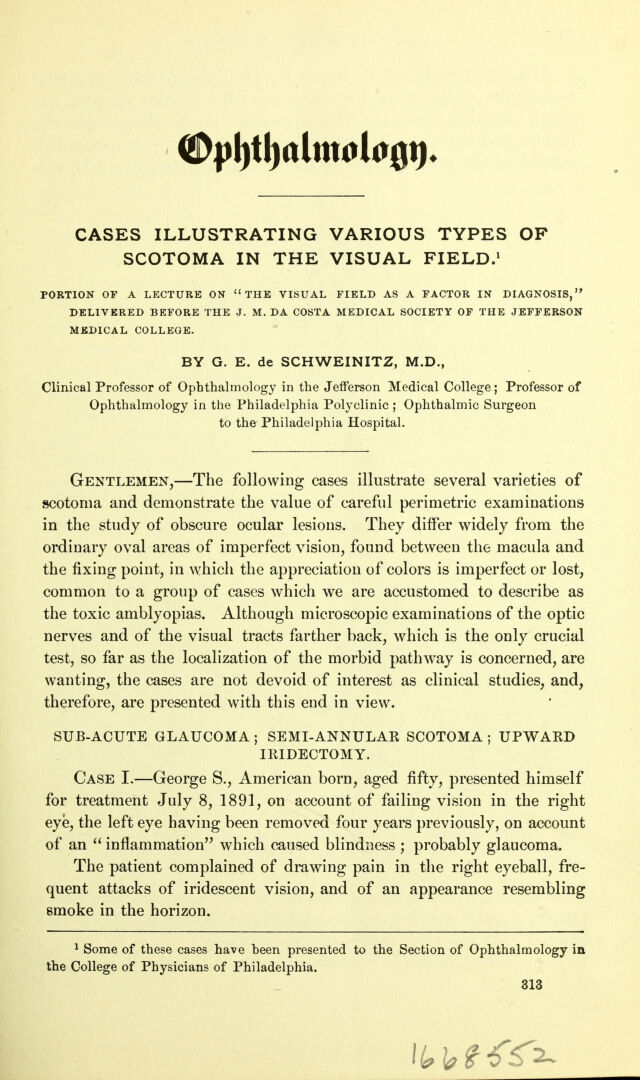 Ophthalmology.
CASES ILLUSTRATING VARIOUS TYPES OF
SCOTOMA IN THE VISUAL FIELD.¹
PORTION OF A LECTURE ON "THE VISUAL FIELD AS A FACTOR IN DIAGNOSIS,"
DELIVERED BEFORE THE J. M. DA COSTA MEDICAL SOCIETY OF THE JEFFERSON
MEDICAL COLLEGE.
BY G. E. de SCHWEINITZ, M.D.,
Clinical Professor of Ophthalmology in the Jefferson Medical College; Professor of
Ophthalmology in the Philadelphia Polyclinic; Ophthalmic Surgeon
to the Philadelphia Hospital.
GENTLEMEN,—The following cases illustrate several varieties of
scotoma and demonstrate the value of careful perimetric examinations
in the study of obscure ocular lesions. They differ widely from the
ordinary oval areas of imperfect vision, found between the macula and
the fixing point, in which the appreciation of colors is imperfect or lost,
common to a group of cases which we are accustomed to describe as
the toxic amblyopias. Although microscopic examinations of the optic
nerves and of the visual tracts farther back, which is the only crucial
test, so far as the localization of the morbid pathway is concerned, are
wanting, the cases are not devoid of interest as clinical studies, and,
therefore, are presented with this end in view.
SUB-ACUTE GLAUCOMA; SEMI-ANNULAR SCOTOMA; UPWARD
IRIDECTOMY.
CASE I.—George S., American born, aged fifty, presented himself
for treatment July 8, 1891, on account of failing vision in the right
eye, the left eye having been removed four years previously, on account
of an "inflammation" which caused blindness; probably glaucoma.
The patient complained of drawing pain in the right eyeball, fre-
quent attacks of iridescent vision, and of an appearance resembling
smoke in the horizon.
¹ Some of these cases have been presented to the Section of Ophthalmology in
the College of Physicians of Philadelphia.
313
1668552